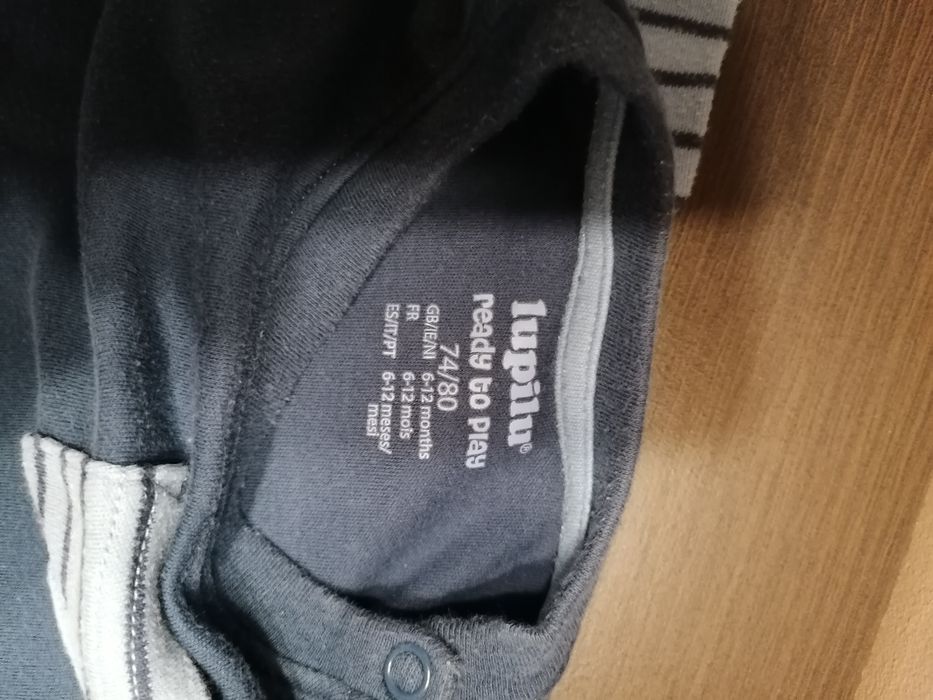 lupilu®
ready to play
74/80
GB/IE/NI 6-12 months
FR 6-12 mois
ES/IT/PT 6-12 meses/
mesi